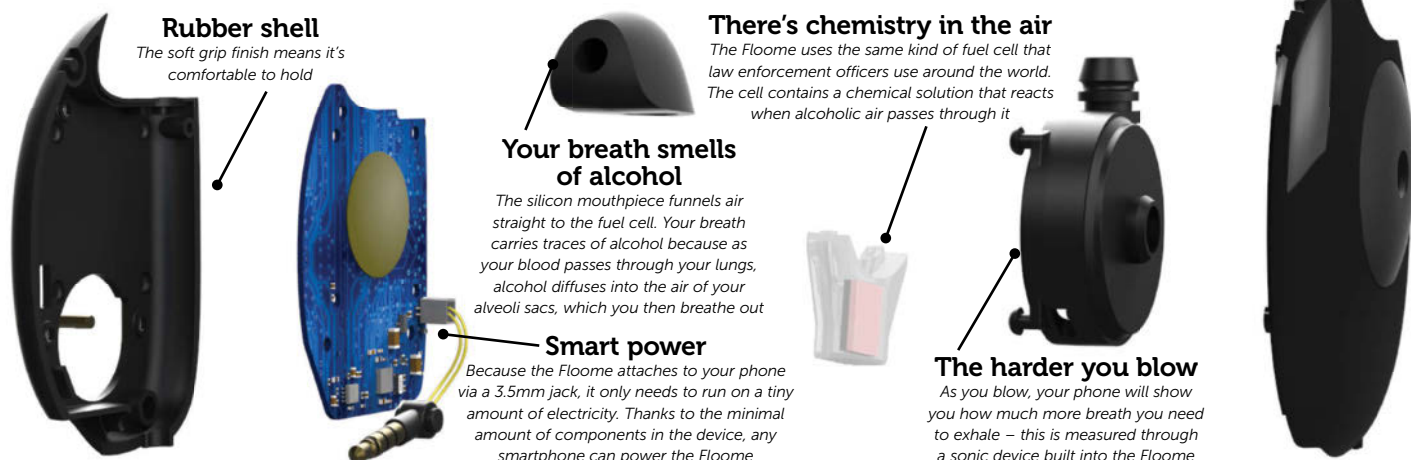 Rubber shell
The soft grip finish means it's
comfortable to hold
Your breath smells
of alcohol
The silicon mouthpiece funnels air
straight to the fuel cell. Your breath
carries traces of alcohol because as
your blood passes through your lungs,
alcohol diffuses into the air of your
alveoli sacs, which you then breathe out
Smart power
Because the Floome attaches to your phone
via a 3.5mm jack, it only needs to run on a tiny
amount of electricity. Thanks to the minimal
amount of components in the device, any
smartphone can power the Floome
There's chemistry in the air
The Floome uses the same kind of fuel cell that
law enforcement officers use around the world.
The cell contains a chemical solution that reacts
when alcoholic air passes through it
The harder you blow
As you blow, your phone will show
you how much more breath you need
to exhale – this is measured through
a sonic device built into the Floome